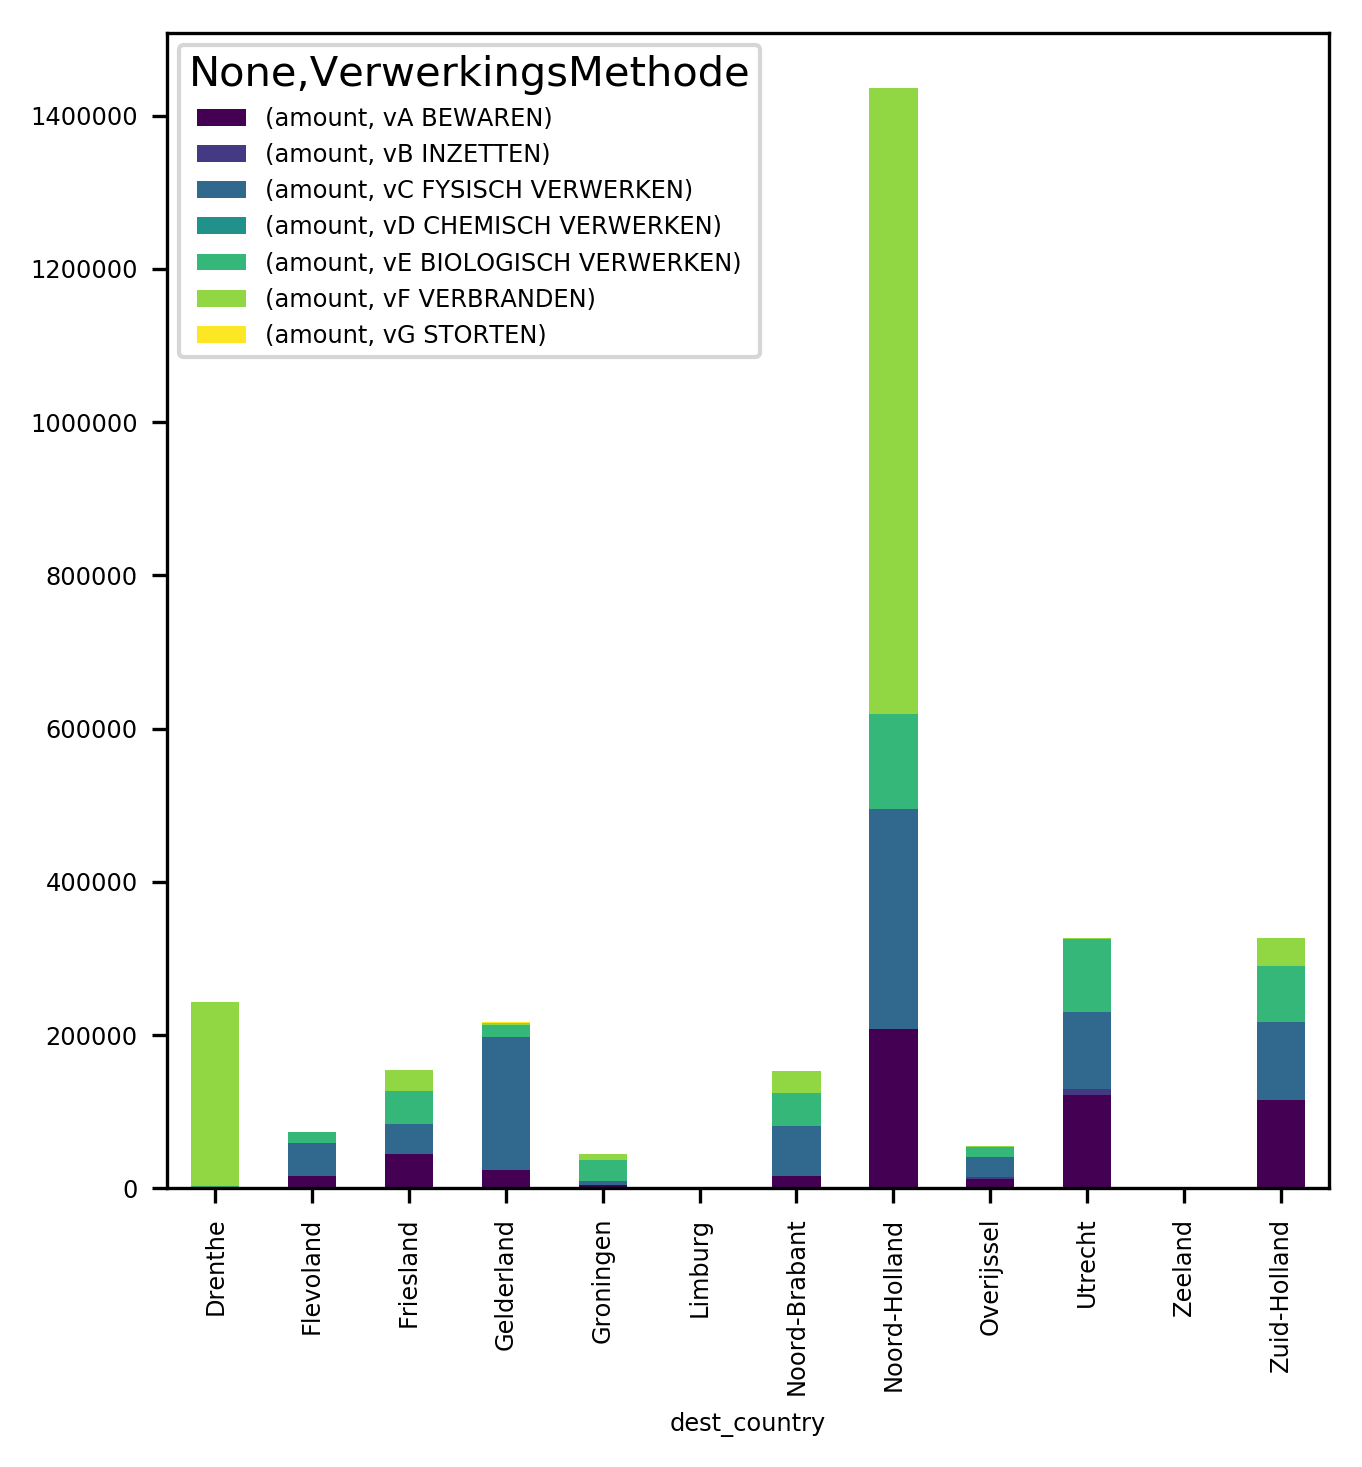 None,VerwerkingsMethode
(amount, vA BEWAREN)
(amount, vB INZETTEN)
(amount, vC FYSISCH VERWERKEN)
(amount, vD CHEMISCH VERWERKEN)
(amount, vE BIOLOGISCH VERWERKEN)
(amount, vF VERBRANDEN)
(amount, vG STORTEN)
1400000
1200000
1000000
800000
600000
400000
200000
0
Drenthe
Flevoland
Friesland
Gelderland
Groningen
Limburg
Noord-Brabant
Noord-Holland
Overijssel
Utrecht
Zeeland
Zuid-Holland
dest_country